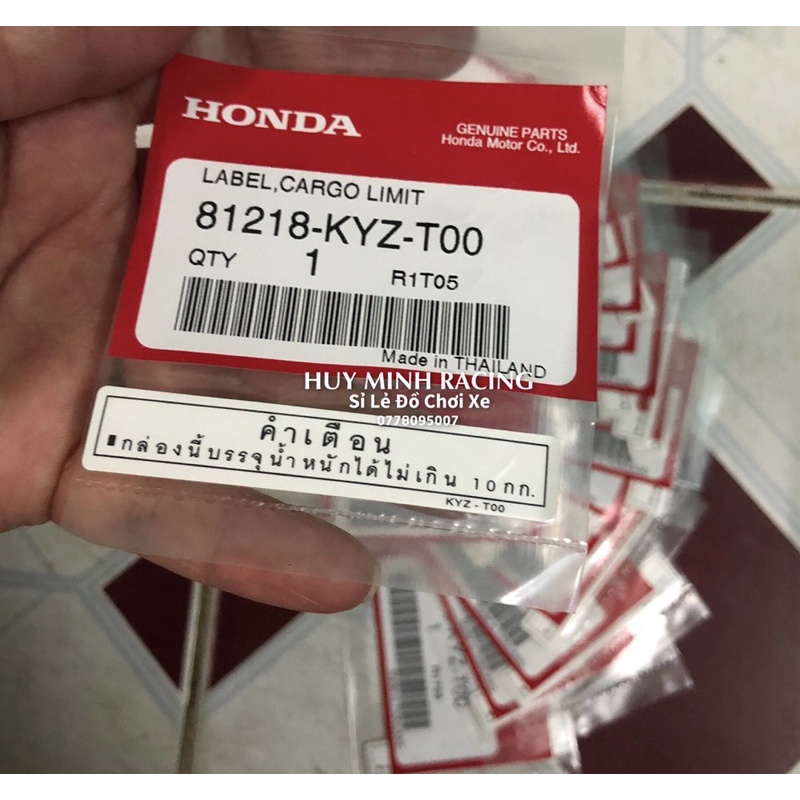 HONDA
GENUINE PARTS
Honda Motor Co., Ltd.
LABEL,CARGO LIMIT
81218-KYZ-T00
QTY 1 R1T05
Made in THAILAND
HUY MINH RACING
Sỉ Lẻ Đồ Chơi Xe
0778095007
คำเตือน
■กล่องนี้บรรจุน้ำหนักได้ไม่เกิน 10 กก.
KYZ - T00
KYZ-T00